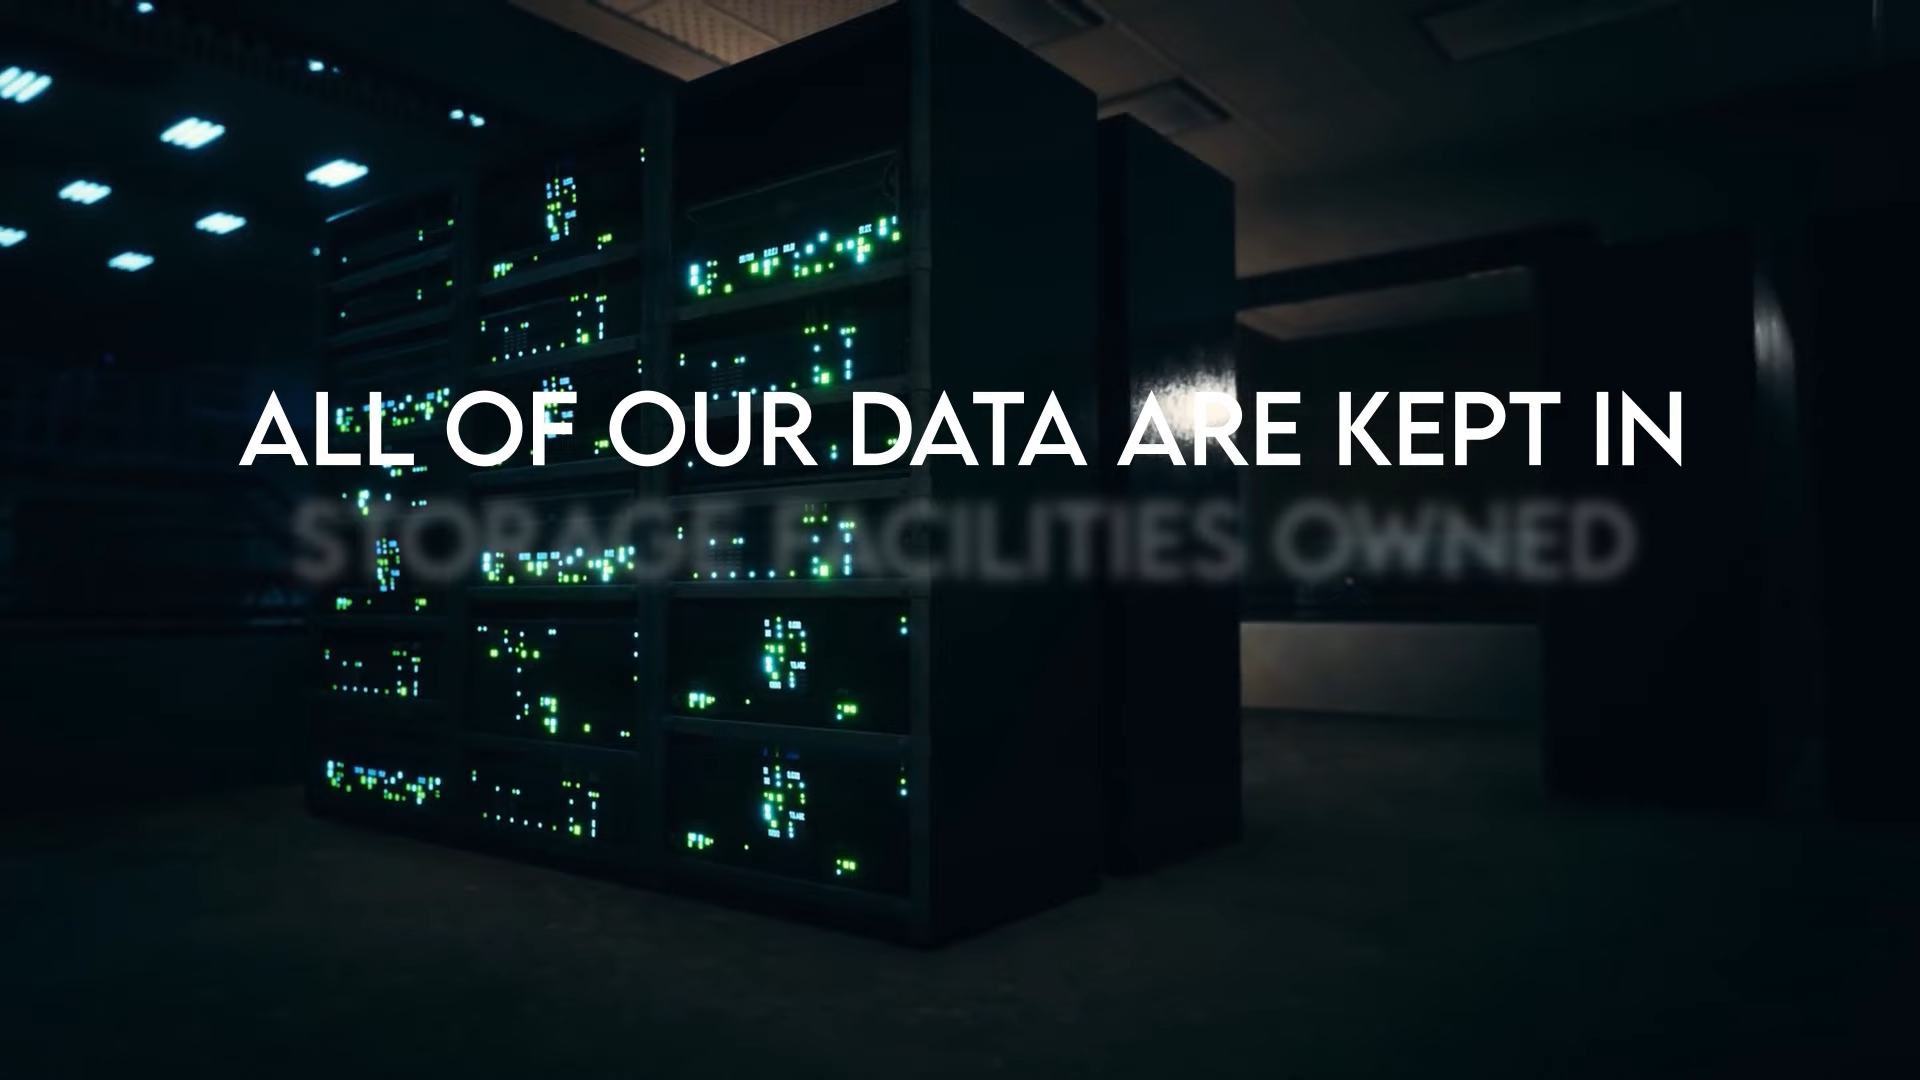 ALL OF OUR DATA ARE KEPT IN
STORAGE FACILITIES OWNED